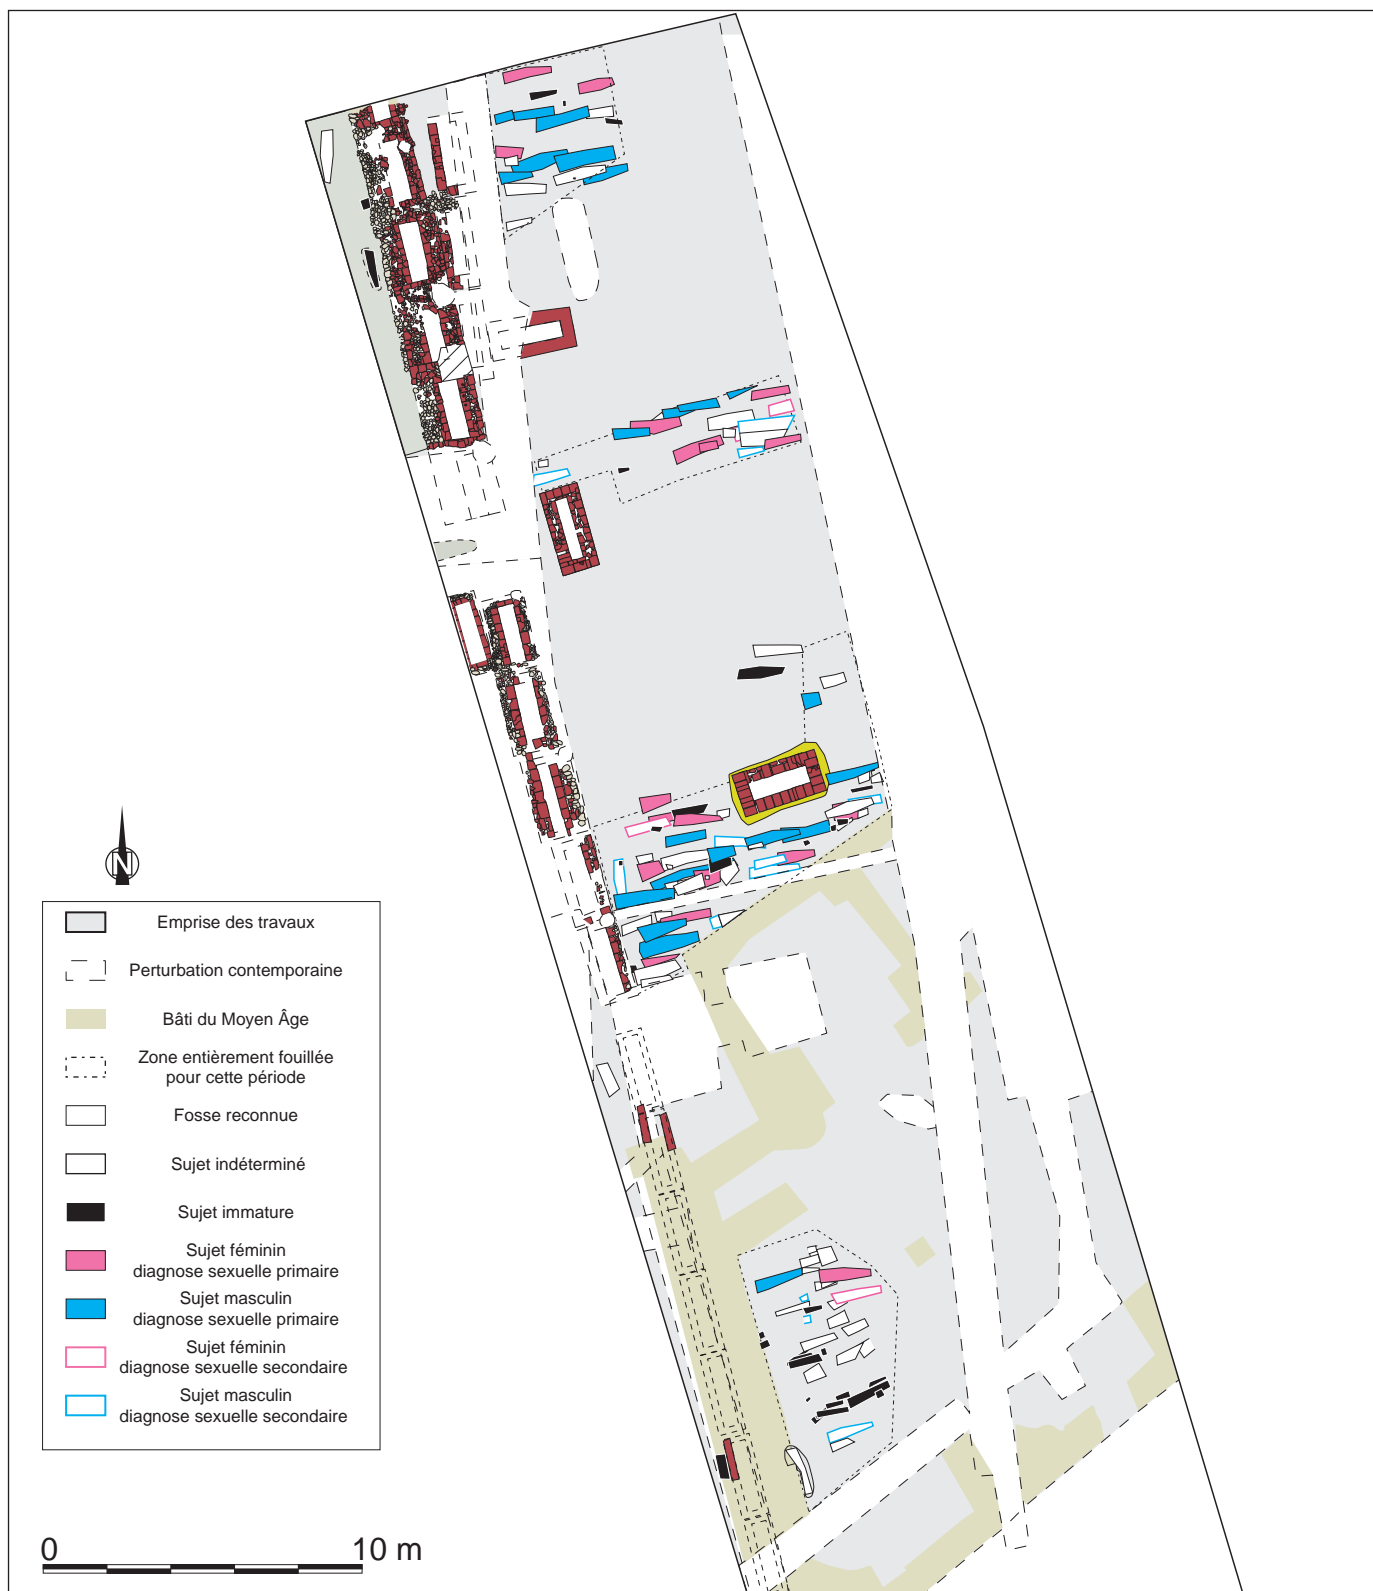 N
Emprise des travaux
Perturbation contemporaine
Bâti du Moyen Âge
Zone entièrement fouillée
pour cette période
Fosse reconnue
Sujet indéterminé
Sujet immature
Sujet féminin
diagnose sexuelle primaire
Sujet masculin
diagnose sexuelle primaire
Sujet féminin
diagnose sexuelle secondaire
Sujet masculin
diagnose sexuelle secondaire
0 10 m